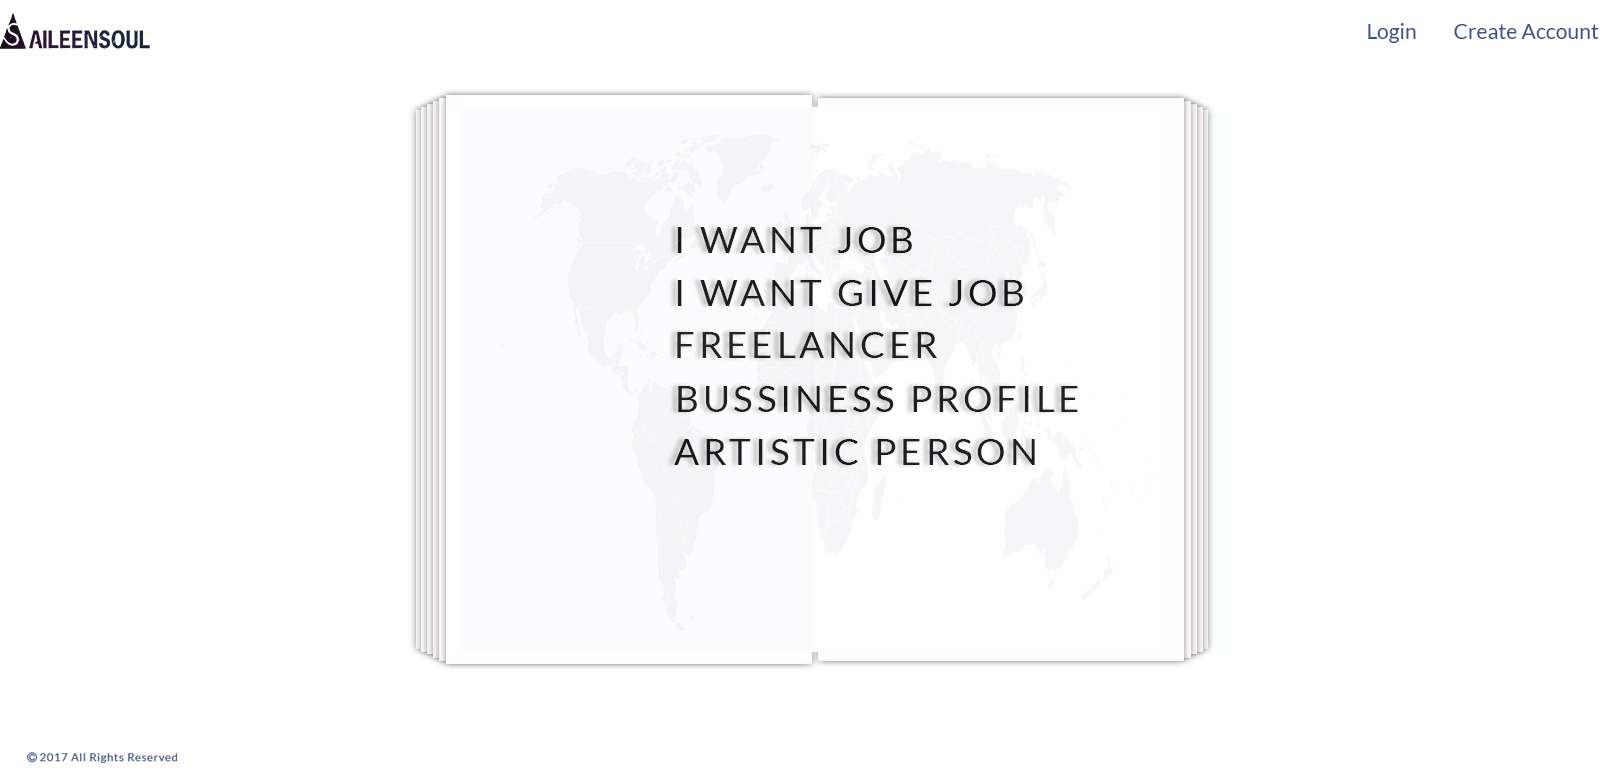 AILEENSOUL
Login Create Account
I WANT JOB
I WANT GIVE JOB
FREELANCER
BUSSINESS PROFILE
ARTISTIC PERSON
© 2017 All Rights Reserved